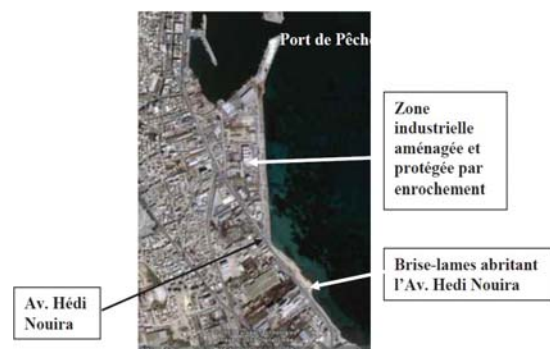 Port de Pêche
Zone
industrielle
aménagée et
protégée par
enrochement
Brise-lames abritant
l'Av. Hedi Nouira
Av. Hédi
Nouira